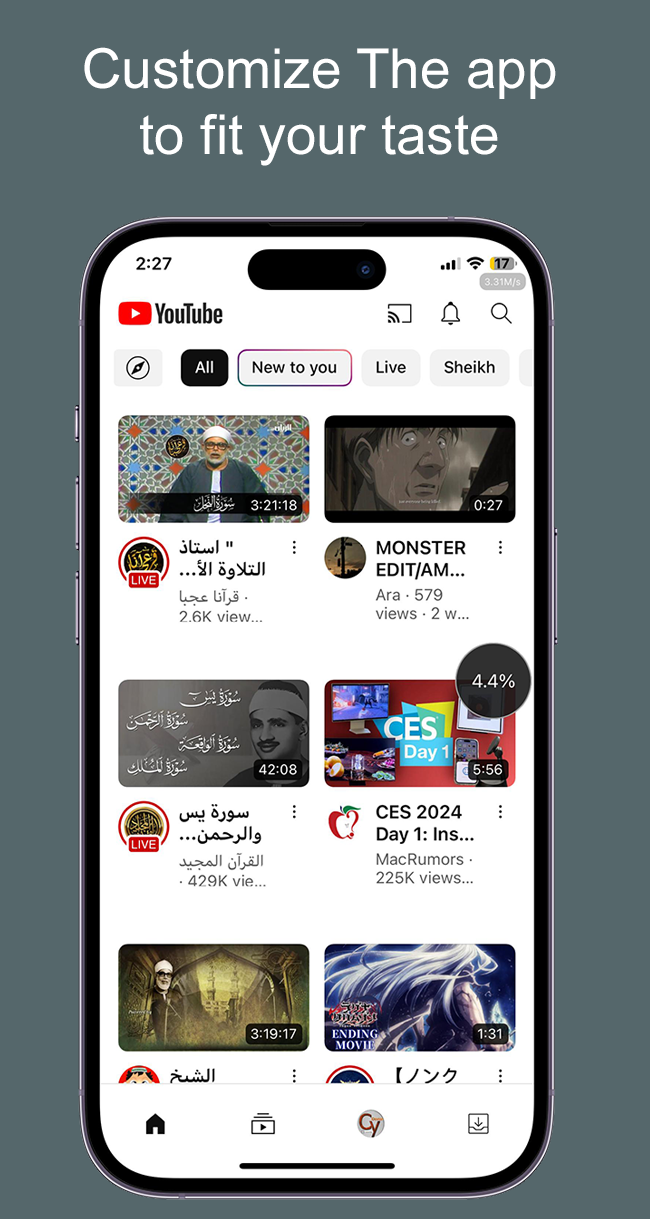 Customize The app
to fit your taste
2:27
17
3.31M/s
YouTube
All
New to you
Live
Sheikh
سورة النحل
3:21:18
0:27
LIVE
" استاذ
التلاوة الأ...
قرآنا عجبا ·
2.6K view...
MONSTER
EDIT/AM...
Ara · 579
views · 2 w...
4.4%
سورة يس
سورة الرحمن
سورة الواقعة
سورة الملك
42:08
CES
Day 1
5:56
LIVE
سورة يس
والرحمن...
القرآن المجيد
· 429K vie...
CES 2024
Day 1: Ins...
MacRumors ·
225K views...
3:19:17
ENDING
MOVIE
1:31
الشيخ
【ノンク
Cy